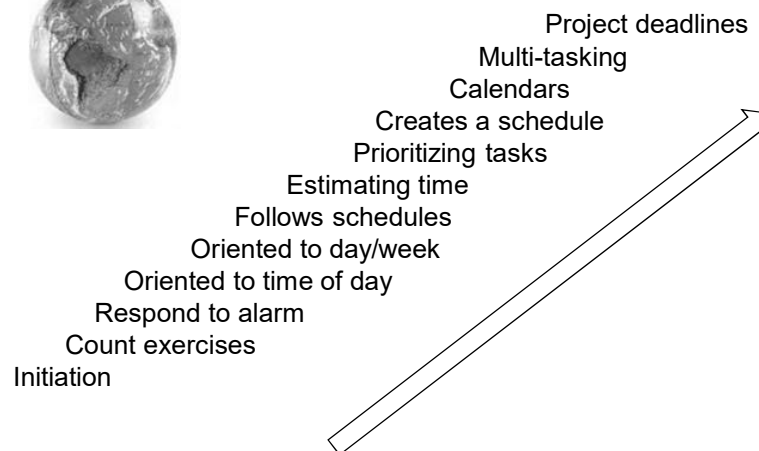 Project deadlines
Multi-tasking
Calendars
Creates a schedule
Prioritizing tasks
Estimating time
Follows schedules
Oriented to day/week
Oriented to time of day
Respond to alarm
Count exercises
Initiation